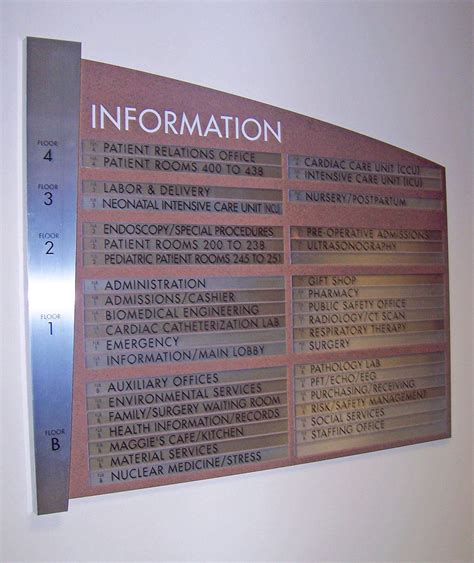 INFORMATION
FLOOR
4
PATIENT RELATIONS OFFICE
PATIENT ROOMS 400 TO 438
CARDIAC CARE UNIT (CCU)
INTENSIVE CARE UNIT (ICU)
FLOOR
3
LABOR & DELIVERY
NEONATAL INTENSIVE CARE UNIT NICU
NURSERY/POSTPARTUM
FLOOR
2
ENDOSCOPY/SPECIAL PROCEDURES
PATIENT ROOMS 200 TO 238
PEDIATRIC PATIENT ROOMS 245 TO 251
PRE-OPERATIVE ADMISSIONS
ULTRASONOGRAPHY
FLOOR
1
ADMINISTRATION
ADMISSIONS/CASHIER
BIOMEDICAL ENGINEERING
CARDIAC CATHETERIZATION LAB
EMERGENCY
INFORMATION/MAIN LOBBY
GIFT SHOP
PHARMACY
PUBLIC SAFETY OFFICE
RADIOLOGY/CT SCAN
RESPIRATORY THERAPY
SURGERY
FLOOR
B
AUXILIARY OFFICES
ENVIRONMENTAL SERVICES
FAMILY/SURGERY WAITING ROOM
HEALTH INFORMATION/RECORDS
MAGGIE'S CAFE/KITCHEN
MATERIAL SERVICES
NUCLEAR MEDICINE/STRESS
PATHOLOGY LAB
PFT/ECHO/EEG
PURCHASING/RECEIVING
RISK/SAFETY MANAGEMENT
SOCIAL SERVICES
STAFFING OFFICE